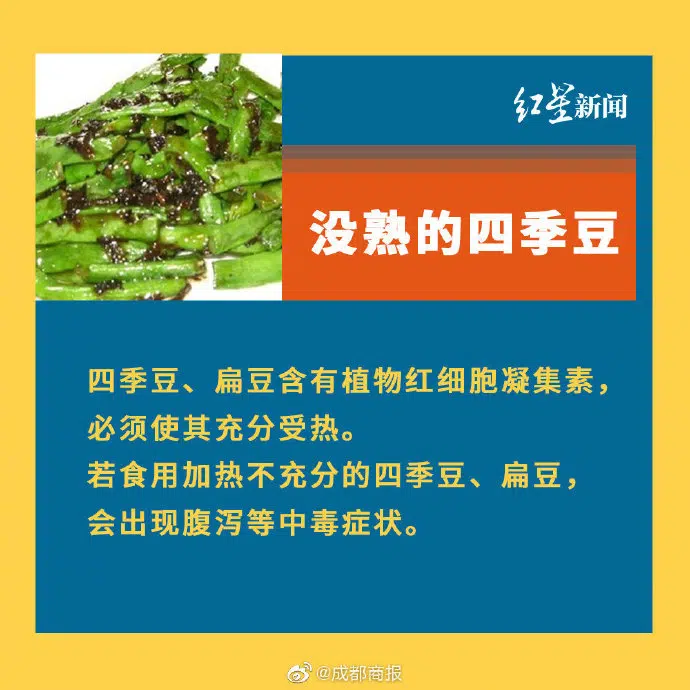 红星新闻
没熟的四季豆
四季豆、扁豆含有植物红细胞凝集素，
必须使其充分受热。
若食用加热不充分的四季豆、扁豆，
会出现腹泻等中毒症状。
@成都商报